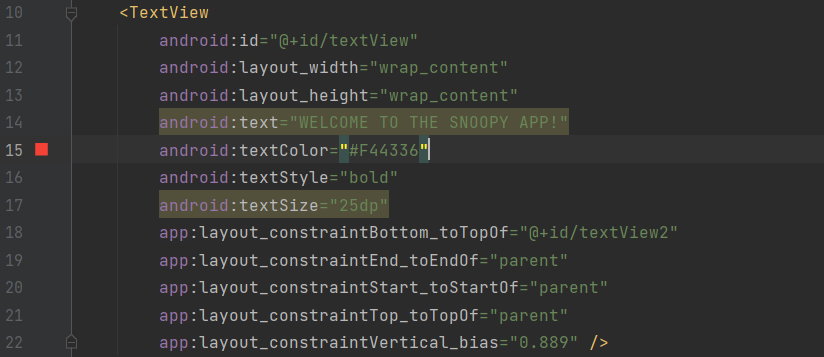 10 <TextView
11 android:id="@+id/textView"
12 android:layout_width="wrap_content"
13 android:layout_height="wrap_content"
14 android:text="WELCOME TO THE SNOOPY APP!"
15 android:textColor="#F44336"
16 android:textStyle="bold"
17 android:textSize="25dp"
18 app:layout_constraintBottom_toTopOf="@+id/textView2"
19 app:layout_constraintEnd_toEndOf="parent"
20 app:layout_constraintStart_toStartOf="parent"
21 app:layout_constraintTop_toTopOf="parent"
22 app:layout_constraintVertical_bias="0.889" />